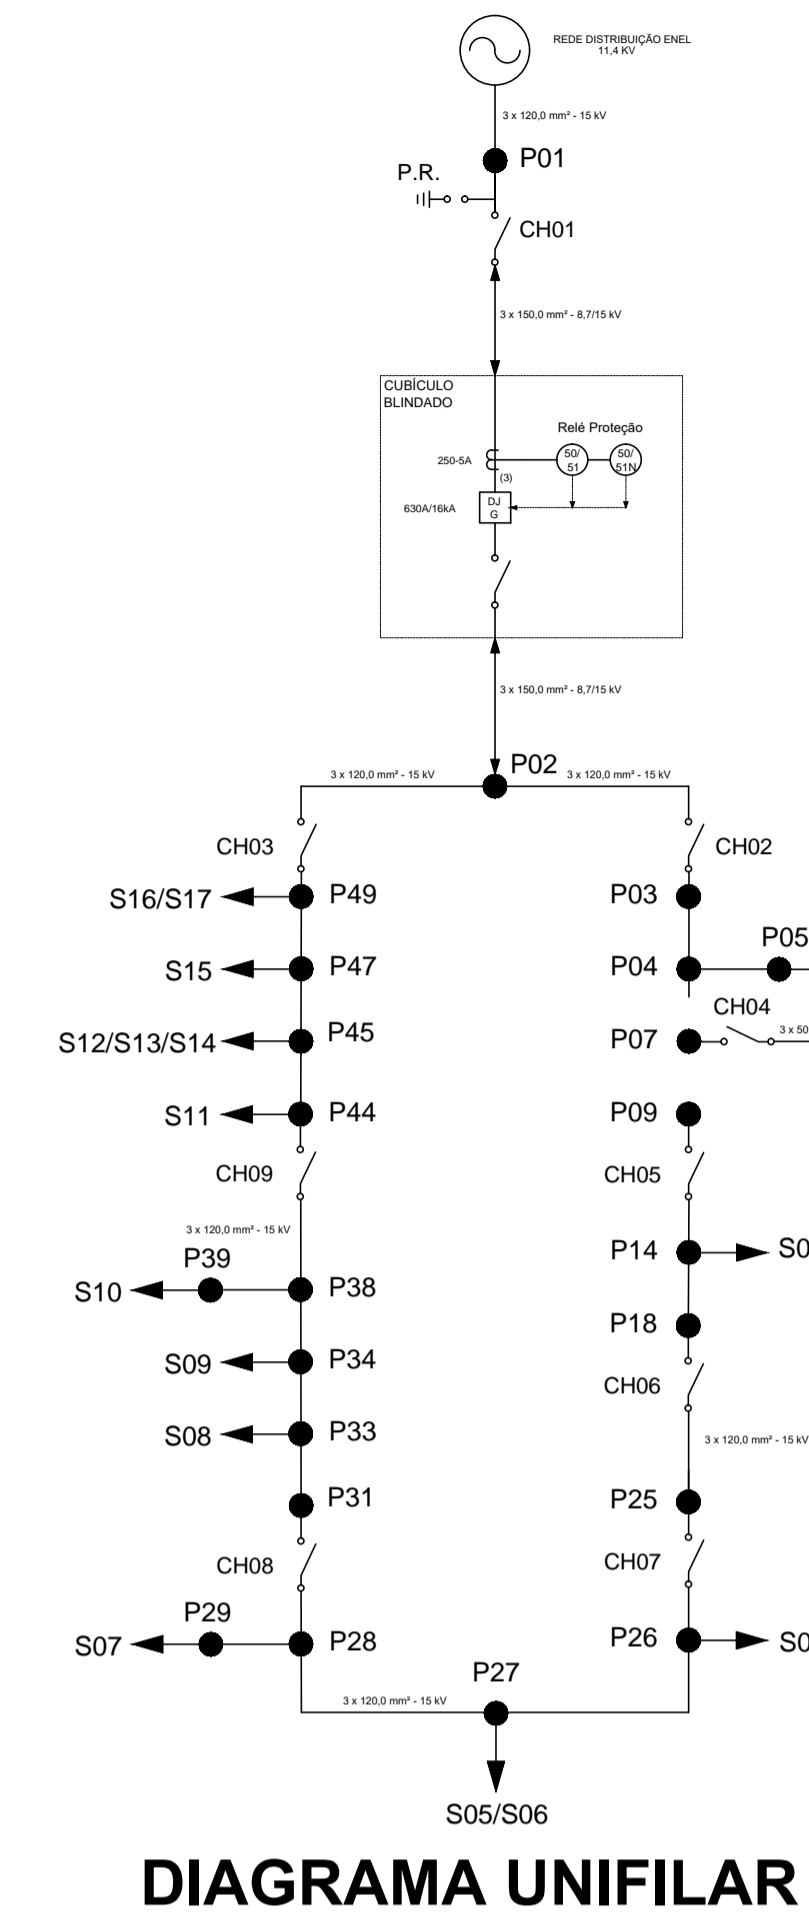 REDE DISTRIBUIÇÃO ENEL
11,4 KV
3 x 120,0 mm² - 15 kV
P01
P.R.
CH01
3 x 150,0 mm² - 8,7/15 kV
CUBÍCULO
BLINDADO
Relé Proteção
250-5A
50/
51
50/
51N
(3)
630A/16kA
DJ
G
3 x 150,0 mm² - 8,7/15 kV
P02
3 x 120,0 mm² - 15 kV
3 x 120,0 mm² - 15 kV
CH03
CH02
S16/S17
P49
P03
P05
S15
P47
P04
CH04
S12/S13/S14
P45
P07
3 x 50
S11
P44
P09
CH09
CH05
3 x 120,0 mm² - 15 kV
P39
S10
P38
P14
S0
S09
P34
P18
CH06
S08
P33
3 x 120,0 mm² - 15 kV
P31
P25
CH08
CH07
P29
S07
P28
P26
S0
P27
3 x 120,0 mm² - 15 kV
S05/S06
DIAGRAMA UNIFILAR